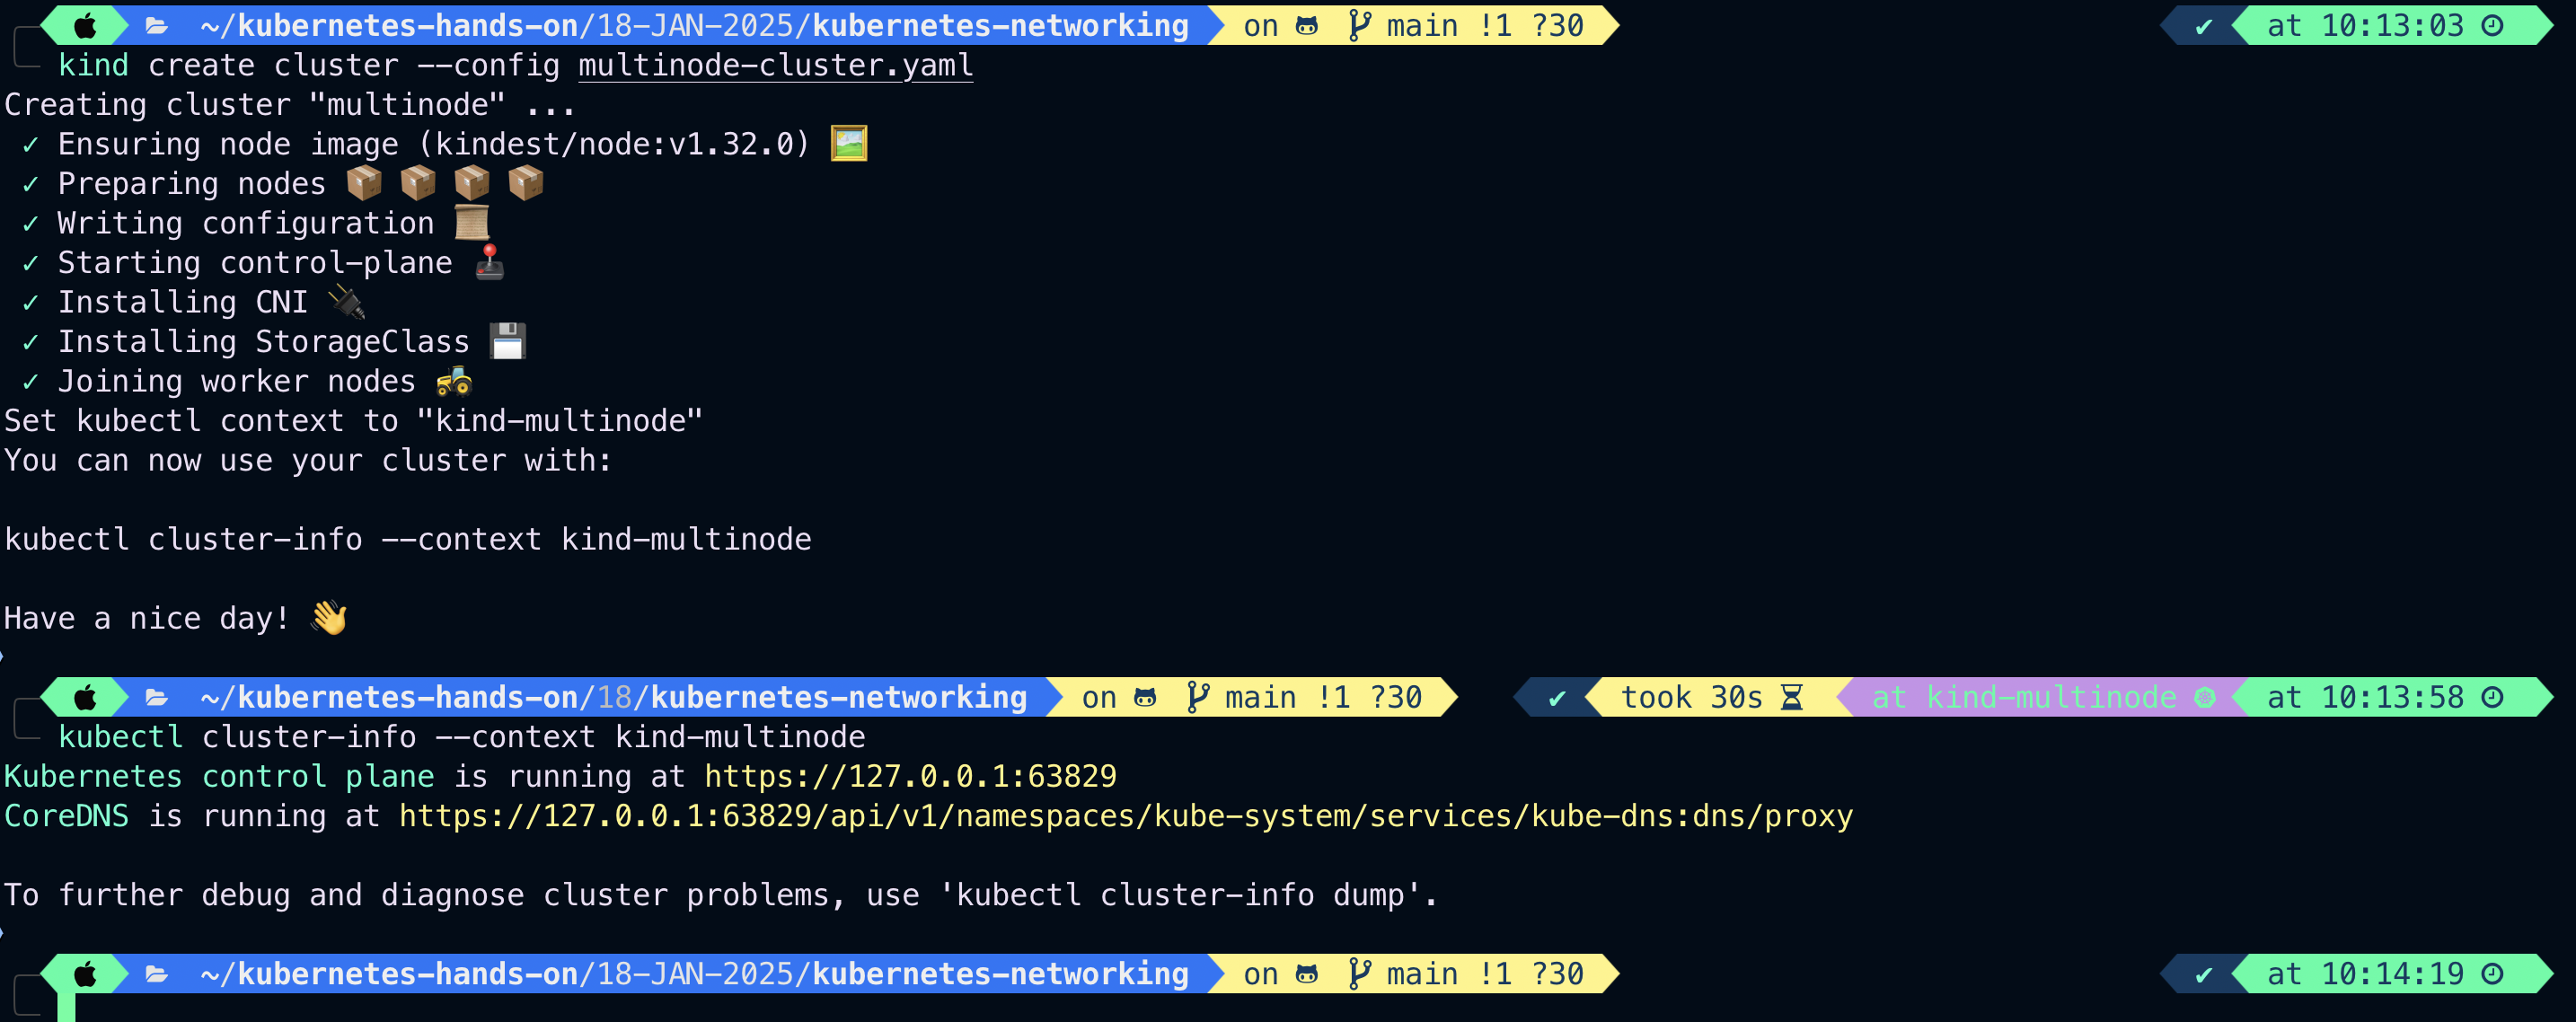 ~/kubernetes-hands-on/18-JAN-2025/kubernetes-networking on main !1 ?30 ✔ at 10:13:03
kind create cluster --config multinode-cluster.yaml
Creating cluster "multinode" ...
✓ Ensuring node image (kindest/node:v1.32.0) 🖼
✓ Preparing nodes 📦 📦 📦 📦
✓ Writing configuration 📜
✓ Starting control-plane 🕹
✓ Installing CNI 🔌
✓ Installing StorageClass 💾
✓ Joining worker nodes 🚜
Set kubectl context to "kind-multinode"
You can now use your cluster with:
kubectl cluster-info --context kind-multinode
Have a nice day! 👋
~/kubernetes-hands-on/18/kubernetes-networking on main !1 ?30 ✔ took 30s at kind-multinode at 10:13:58
kubectl cluster-info --context kind-multinode
Kubernetes control plane is running at https://127.0.0.1:63829
CoreDNS is running at https://127.0.0.1:63829/api/v1/namespaces/kube-system/services/kube-dns:dns/proxy
To further debug and diagnose cluster problems, use 'kubectl cluster-info dump'.
~/kubernetes-hands-on/18-JAN-2025/kubernetes-networking on main !1 ?30 ✔ at 10:14:19